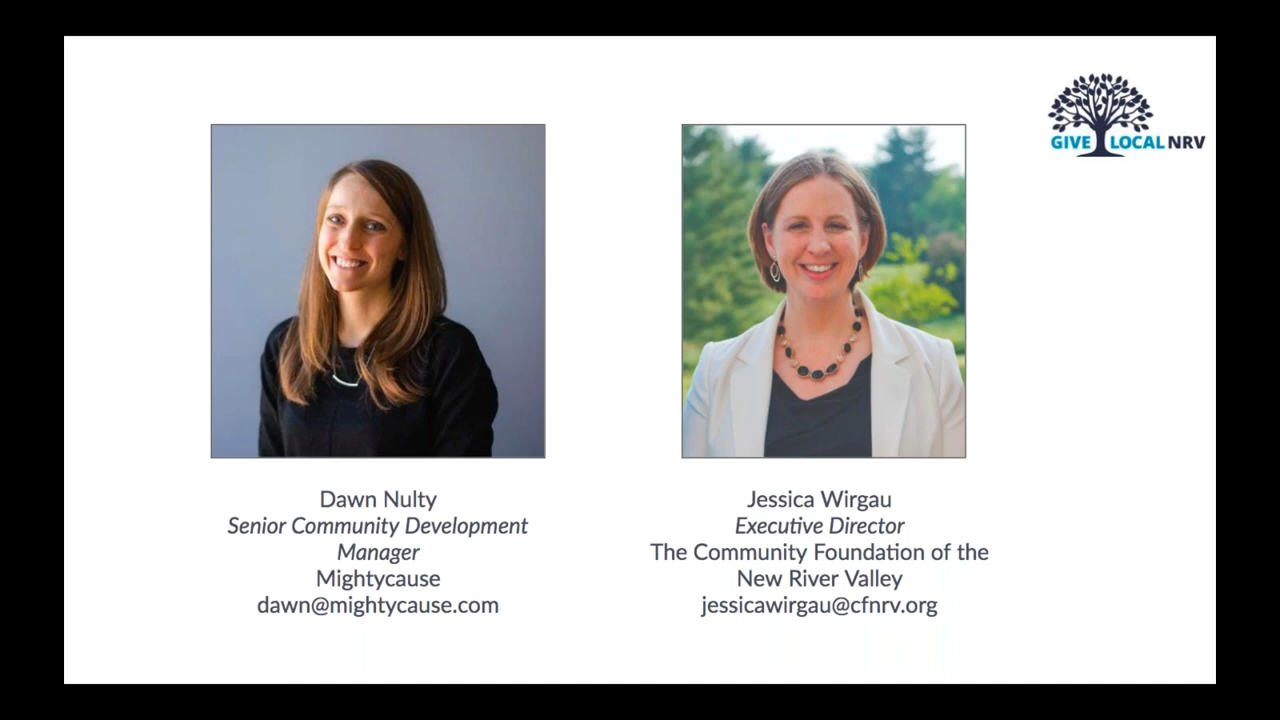 GIVE LOCAL NRV
Dawn Nulty
Senior Community Development
Manager
Mightycause
dawn@mightycause.com
Jessica Wirgau
Executive Director
The Community Foundation of the
New River Valley
jessicawirgau@cfnrv.org